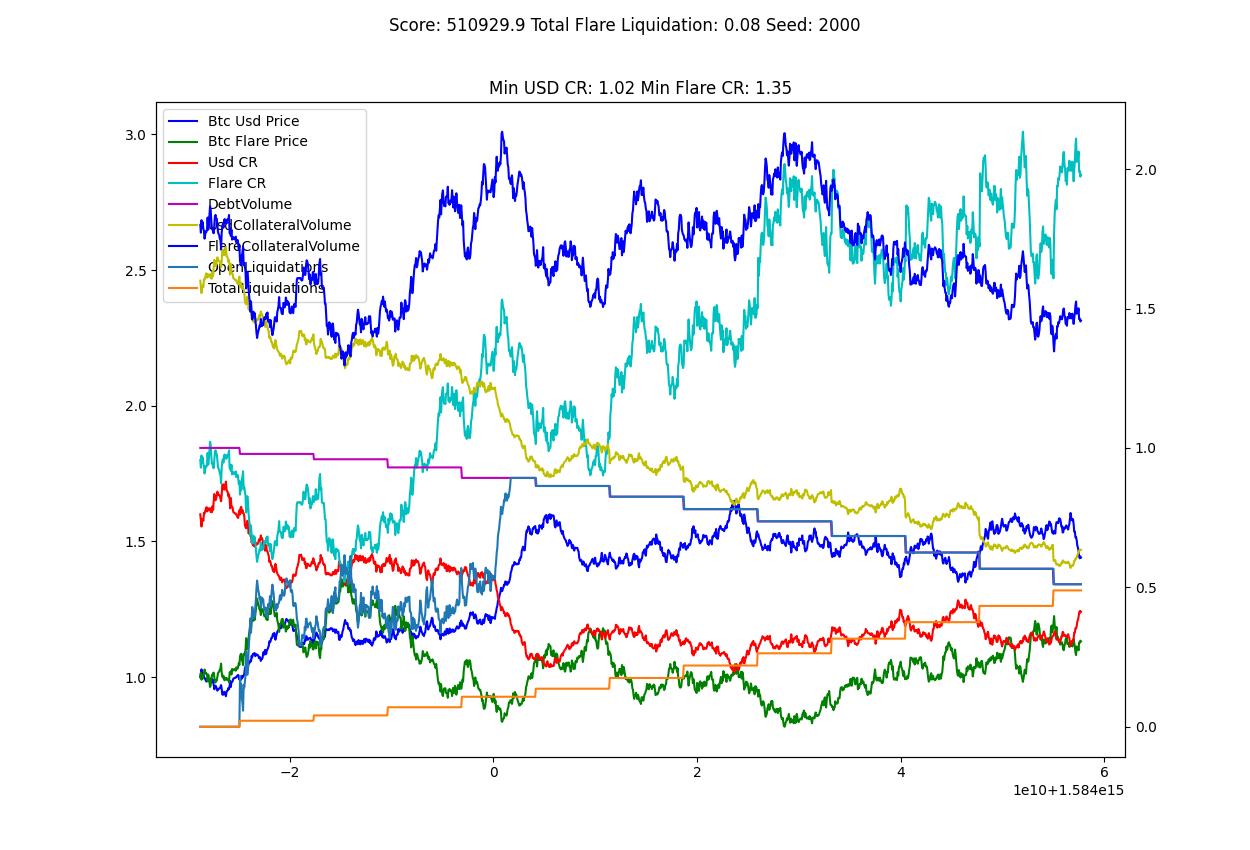 Score: 510929.9 Total Flare Liquidation: 0.08 Seed: 2000
Min USD CR: 1.02 Min Flare CR: 1.35
Btc Usd Price
Btc Flare Price
Usd CR
Flare CR
DebtVolume
UsdCollateralVolume
FlareCollateralVolume
OpenLiquidations
TotalLiquidations
3.0
2.5
2.0
1.5
1.0
2.0
1.5
1.0
0.5
0.0
−2
0
2
4
6
1e10+1.584e15